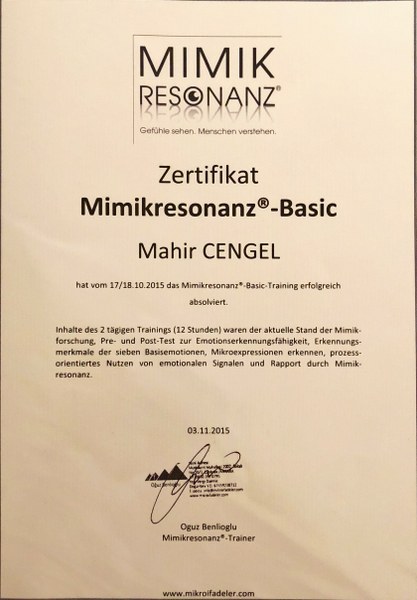 MIMIK
RESONANZ®
Gefühle sehen. Menschen verstehen.
Zertifikat
Mimikresonanz®-Basic
Mahir CENGEL
hat vom 17/18.10.2015 das Mimikresonanz®-Basic-Training erfolgreich
absolviert.
Inhalte des 2 tägigen Trainings (12 Stunden) waren der aktuelle Stand der Mimik-
forschung, Pre- und Post-Test zur Emotionserkennungsfähigkeit, Erkennungs-
merkmale der sieben Basisemotionen, Mikroexpressionen erkennen, prozess-
orientiertes Nutzen von emotionalen Signalen und Rapport durch Mimik-
resonanz.
03.11.2015
Oguz Benlioglu
Oguz Benlioglu
Mimikresonanz®-Trainer
www.mikroifadeler.com